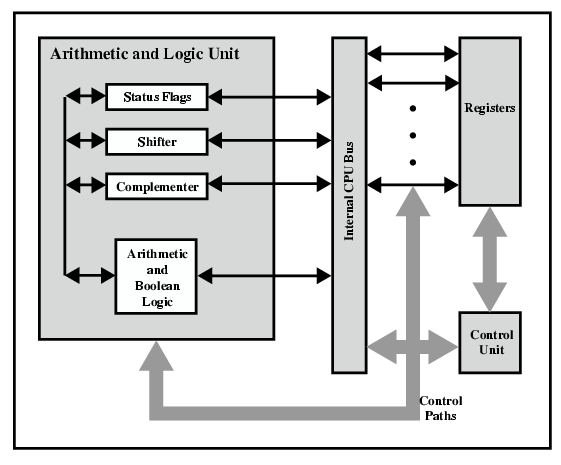 Arithmetic and Logic Unit
Status Flags
Shifter
Complementer
Arithmetic
and
Boolean
Logic
Internal CPU Bus
Registers
Control
Unit
Control
Paths